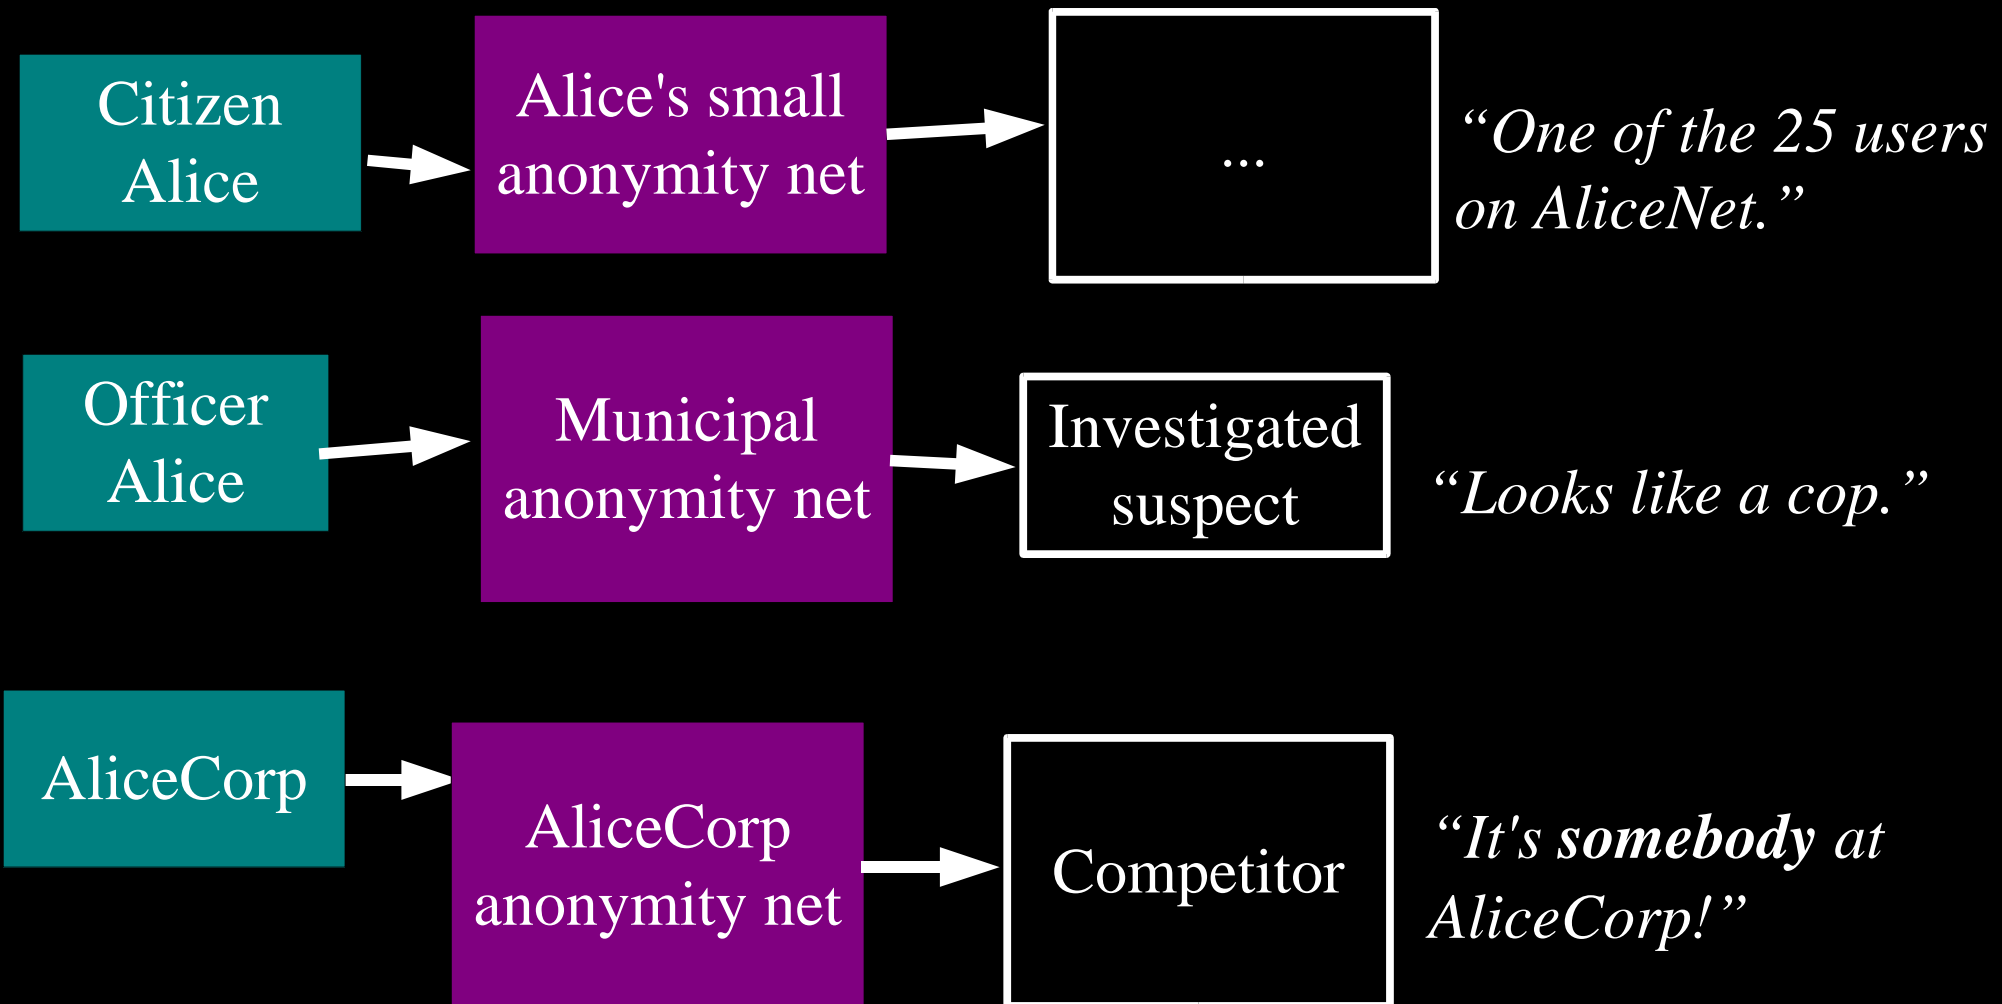 Citizen
Alice
Alice's small
anonymity net
...
“One of the 25 users
on AliceNet.”
Officer
Alice
Municipal
anonymity net
Investigated
suspect
“Looks like a cop.”
AliceCorp
AliceCorp
anonymity net
Competitor
“It's somebody at
AliceCorp!”